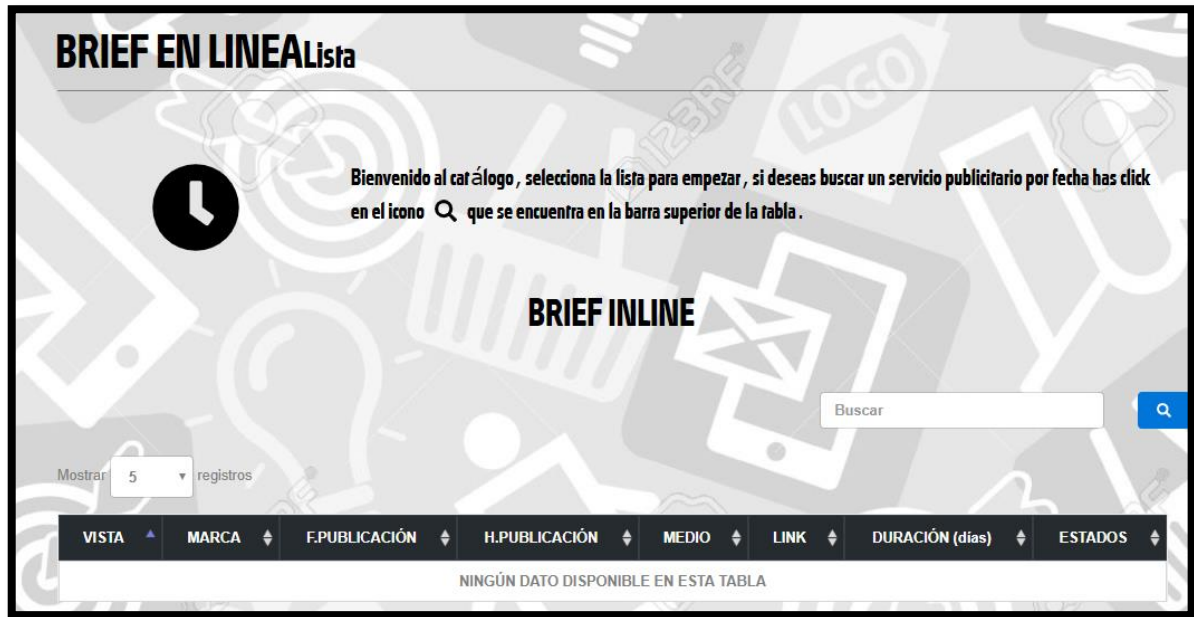 BRIEF EN LINEALista
LOGO
123RF®
Bienvenido al catálogo, selecciona la lista para empezar, si deseas buscar un servicio publicitario por fecha has click
en el icono que se encuentra en la barra superior de la tabla.
BRIEF INLINE
Buscar
Mostrar 5 registros
VISTA MARCA F.PUBLICACIÓN H.PUBLICACIÓN MEDIO LINK DURACIÓN (días) ESTADOS
NINGÚN DATO DISPONIBLE EN ESTA TABLA